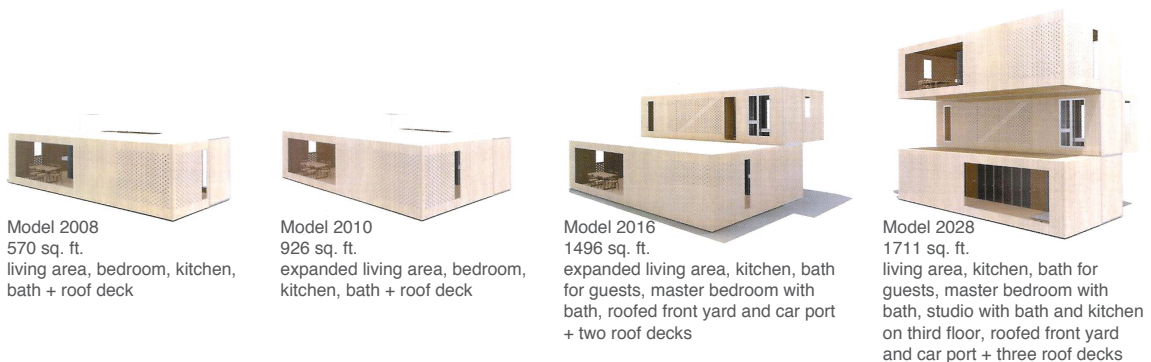 Model 2008
570 sq. ft.
living area, bedroom, kitchen,
bath + roof deck
Model 2010
926 sq. ft.
expanded living area, bedroom,
kitchen, bath + roof deck
Model 2016
1496 sq. ft.
expanded living area, kitchen, bath
for guests, master bedroom with
bath, roofed front yard and car port
+ two roof decks
Model 2028
1711 sq. ft.
living area, kitchen, bath for
guests, master bedroom with
bath, studio with bath and kitchen
on third floor, roofed front yard
and car port + three roof decks